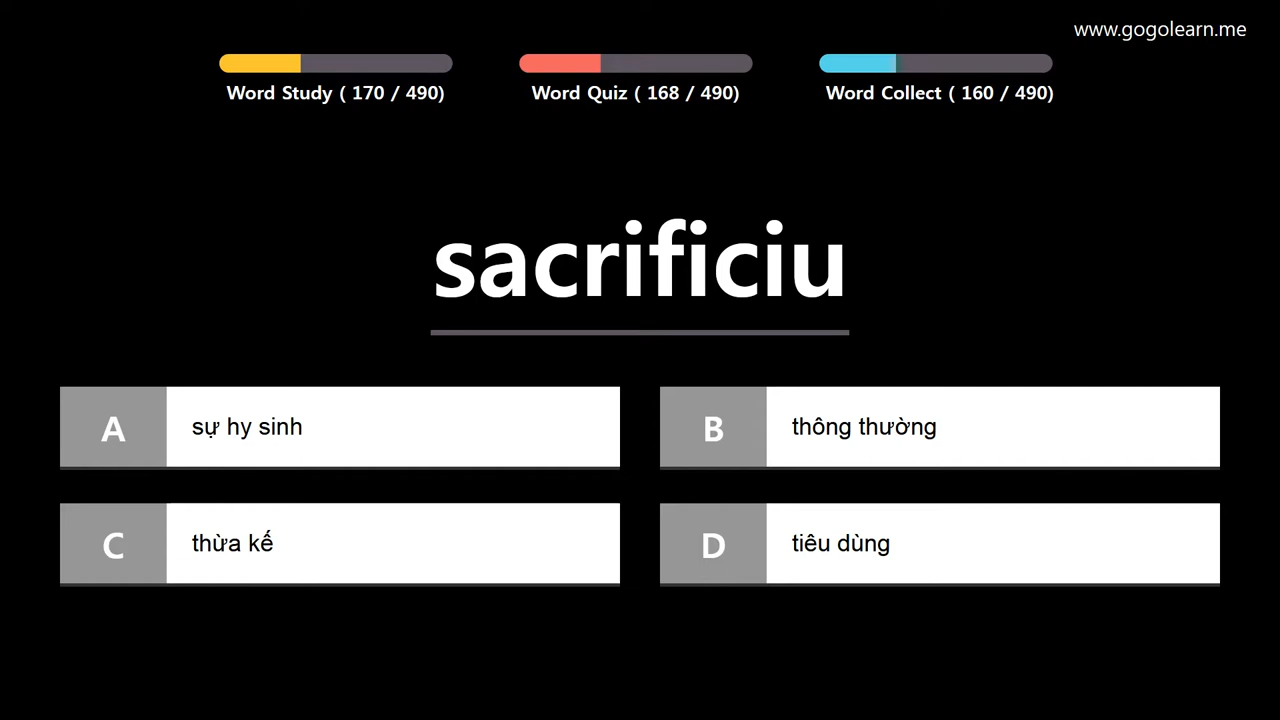 www.gogolearn.me
Word Study ( 170 / 490)
Word Quiz ( 168 / 490)
Word Collect ( 160 / 490)
sacrificiu
A
sự hy sinh
B
thông thường
C
thừa kế
D
tiêu dùng